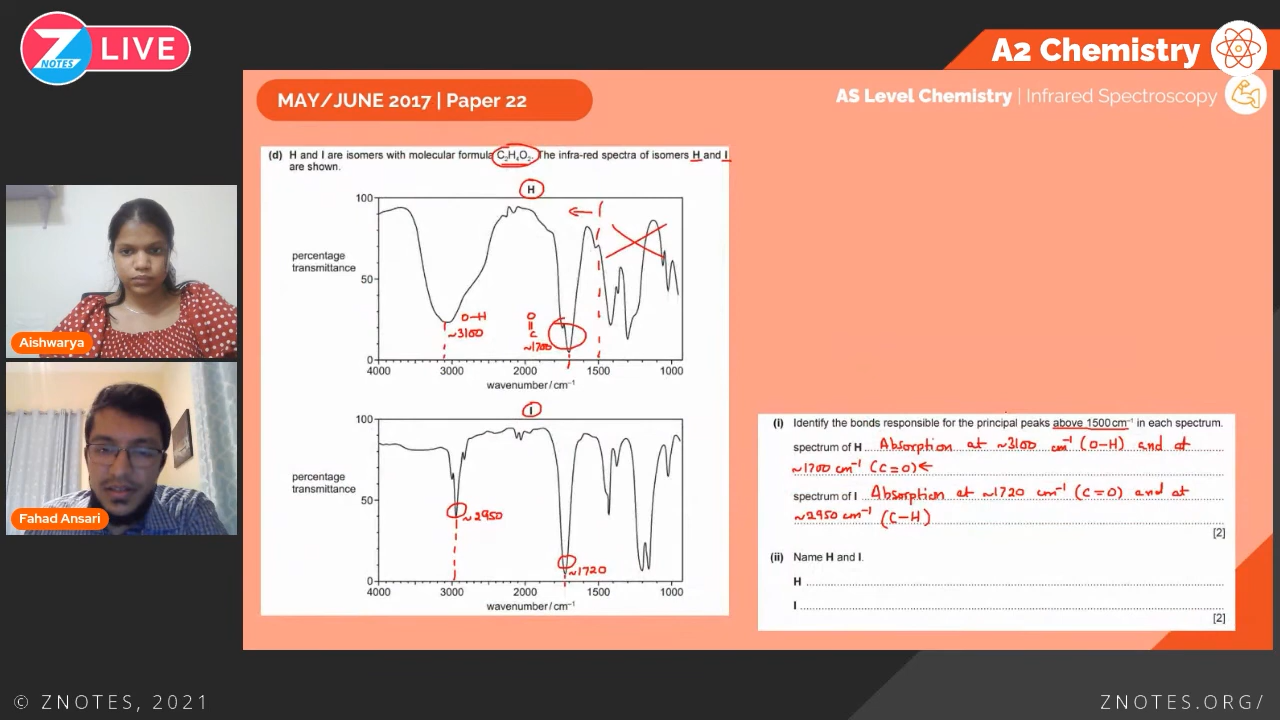 Z NOTES LIVE
A2 Chemistry
MAY/JUNE 2017 | Paper 22
AS Level Chemistry | Infrared Spectroscopy
(d) H and I are isomers with molecular formula C₂H₄O₂. The infra-red spectra of isomers H and I
are shown.
H
100
percentage
transmittance
50
O-H
~3100
O
||
C
~1700
0
4000 3000 2000 1500 1000
wavenumber / cm⁻¹
I
100
percentage
transmittance
50
~2950
~1720
0
4000 3000 2000 1500 1000
wavenumber / cm⁻¹
(i) Identify the bonds responsible for the principal peaks above 1500 cm⁻¹ in each spectrum.
spectrum of H Absorption at ~3100 cm⁻¹ (O-H) and at
~1700 cm⁻¹ (C=O)←
spectrum of I Absorption at ~1720 cm⁻¹ (C=O) and at
~2950 cm⁻¹ (C-H)
[2]
(ii) Name H and I.
H
I
[2]
Aishwarya
Fahad Ansari
© ZNOTES, 2021
ZNOTES.ORG/